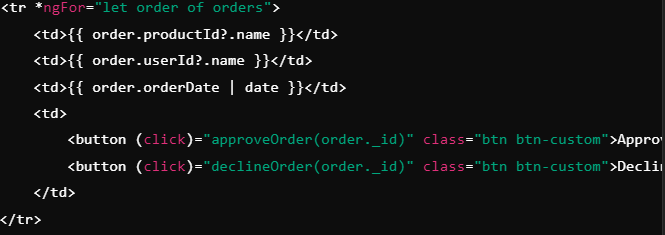 <tr *ngFor="let order of orders">
<td>{{ order.productId?.name }}</td>
<td>{{ order.userId?.name }}</td>
<td>{{ order.orderDate | date }}</td>
<td>
<button (click)="approveOrder(order._id)" class="btn btn-custom">Approv
<button (click)="declineOrder(order._id)" class="btn btn-custom">Declin
</td>
</tr>